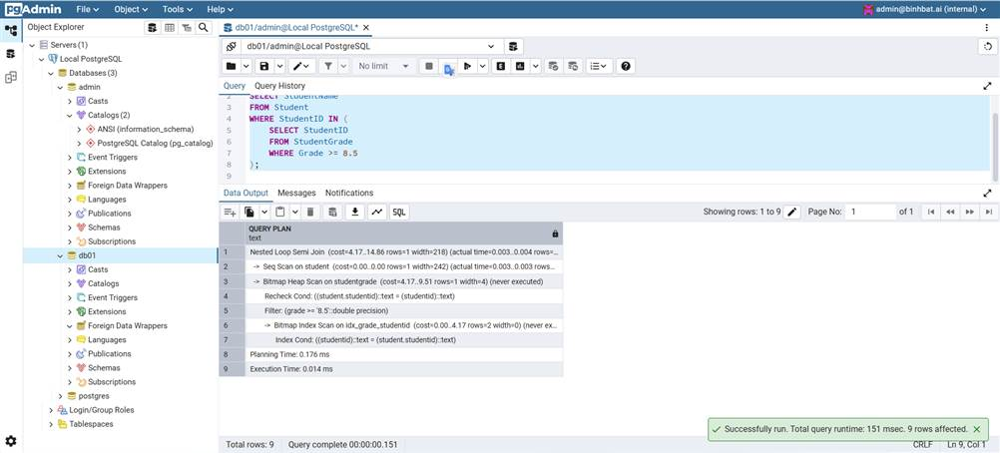 pgAdmin File Object Tools Help admin@binhbat.ai (internal)
Object Explorer
Servers (1)
Local PostgreSQL
Databases (3)
admin
Casts
Catalogs (2)
ANSI (information_schema)
PostgreSQL Catalog (pg_catalog)
Event Triggers
Extensions
Foreign Data Wrappers
Languages
Publications
Schemas
Subscriptions
db01
Casts
Catalogs
Event Triggers
Extensions
Foreign Data Wrappers
Languages
Publications
Schemas
Subscriptions
postgres
Login/Group Roles
Tablespaces
db01/admin@Local PostgreSQL*
db01/admin@Local PostgreSQL
No limit
E
Query Query History
2 SELECT StudentName
3 FROM Student
4 WHERE StudentID IN (
5 SELECT StudentID
6 FROM StudentGrade
7 WHERE Grade >= 8.5
8 );
9
Data Output Messages Notifications
SQL Showing rows: 1 to 9 Page No: 1 of 1
QUERY PLAN
text
1 Nested Loop Semi Join (cost=4.17..14.86 rows=1 width=218) (actual time=0.003..0.004 rows=...
2 -> Seq Scan on student (cost=0.00..0.00 rows=1 width=242) (actual time=0.003..0.003 rows...
3 -> Bitmap Heap Scan on studentgrade (cost=4.17..9.51 rows=1 width=4) (never executed)
4 Recheck Cond: ((student.studentid)::text = (studentid)::text)
5 Filter: (grade >= '8.5'::double precision)
6 -> Bitmap Index Scan on idx_grade_studentid (cost=0.00..4.17 rows=2 width=0) (never ex...
7 Index Cond: ((studentid)::text = (student.studentid)::text)
8 Planning Time: 0.176 ms
9 Execution Time: 0.014 ms
Successfully run. Total query runtime: 151 msec. 9 rows affected.
Total rows: 9 Query complete 00:00:00.151 CRLF Ln 9, Col 1